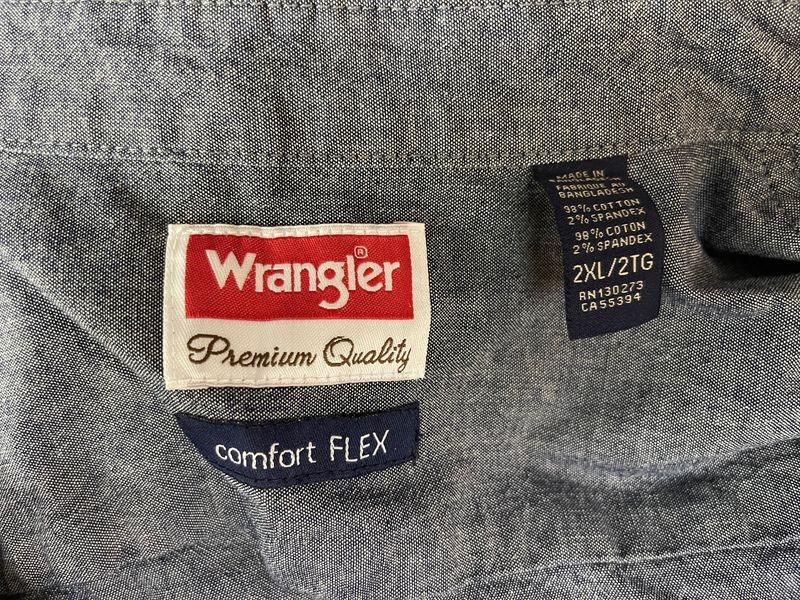 Wrangler®
Premium Quality
comfort FLEX
MADE IN
BANGLADESH
FABRIQUE AU
BANGLADESH
98% COTTON
2% SPANDEX
98% COTON
2% SPANDEX
2XL/2TG
RN130273
CA55394